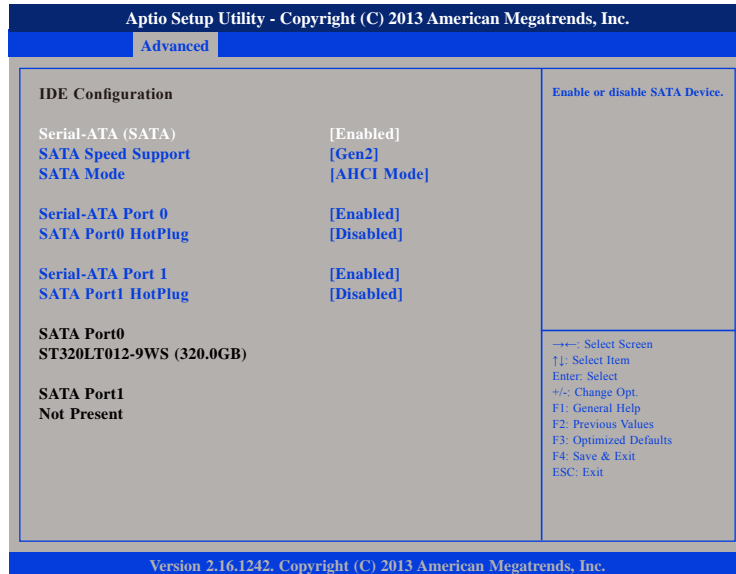 Aptio Setup Utility - Copyright (C) 2013 American Megatrends, Inc.
Advanced
IDE Configuration
Serial-ATA (SATA) [Enabled]
SATA Speed Support [Gen2]
SATA Mode [AHCI Mode]
Serial-ATA Port 0 [Enabled]
SATA Port0 HotPlug [Disabled]
Serial-ATA Port 1 [Enabled]
SATA Port1 HotPlug [Disabled]
SATA Port0
ST320LT012-9WS (320.0GB)
SATA Port1
Not Present
Enable or disable SATA Device.
→←: Select Screen
↑↓: Select Item
Enter: Select
+/-: Change Opt.
F1: General Help
F2: Previous Values
F3: Optimized Defaults
F4: Save & Exit
ESC: Exit
Version 2.16.1242. Copyright (C) 2013 American Megatrends, Inc.